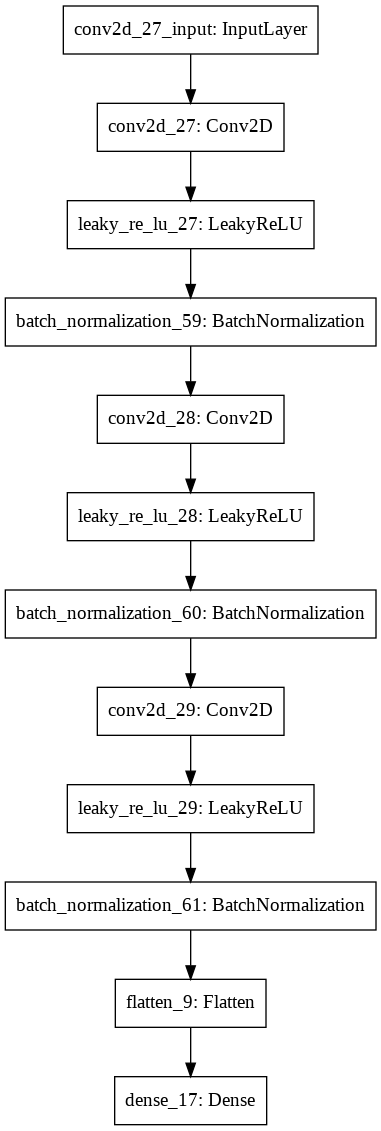 conv2d_27_input: InputLayer
conv2d_27: Conv2D
leaky_re_lu_27: LeakyReLU
batch_normalization_59: BatchNormalization
conv2d_28: Conv2D
leaky_re_lu_28: LeakyReLU
batch_normalization_60: BatchNormalization
conv2d_29: Conv2D
leaky_re_lu_29: LeakyReLU
batch_normalization_61: BatchNormalization
flatten_9: Flatten
dense_17: Dense